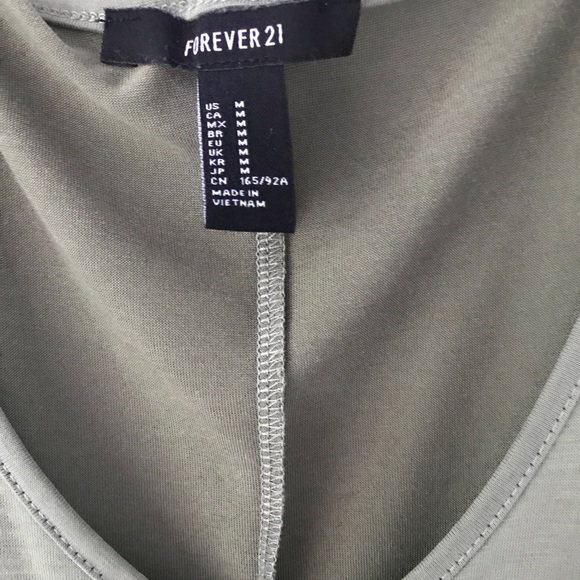 FOREVER 21
US M
CA M
MX M
BR M
EU M
UK M
KR M
JP M
CN 165/92A
MADE IN
VIETNAM